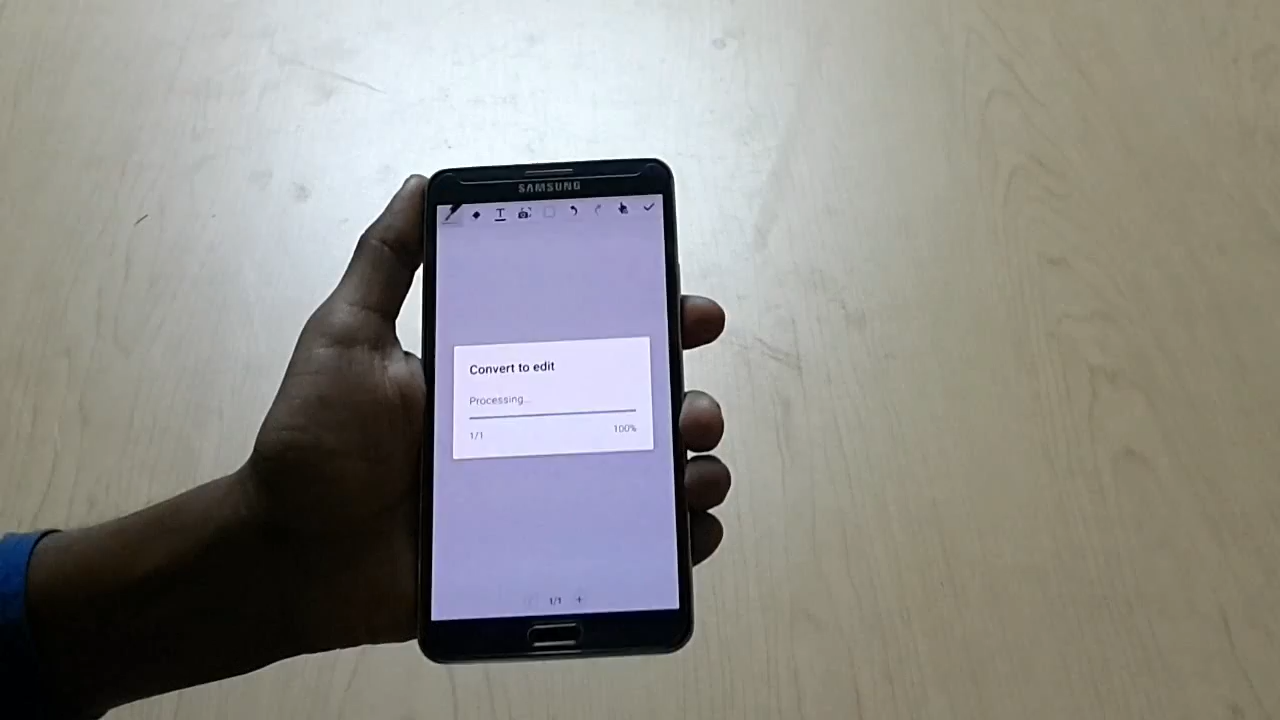 SAMSUNG
T
Convert to edit
Processing...
1/1 100%
1/1 +